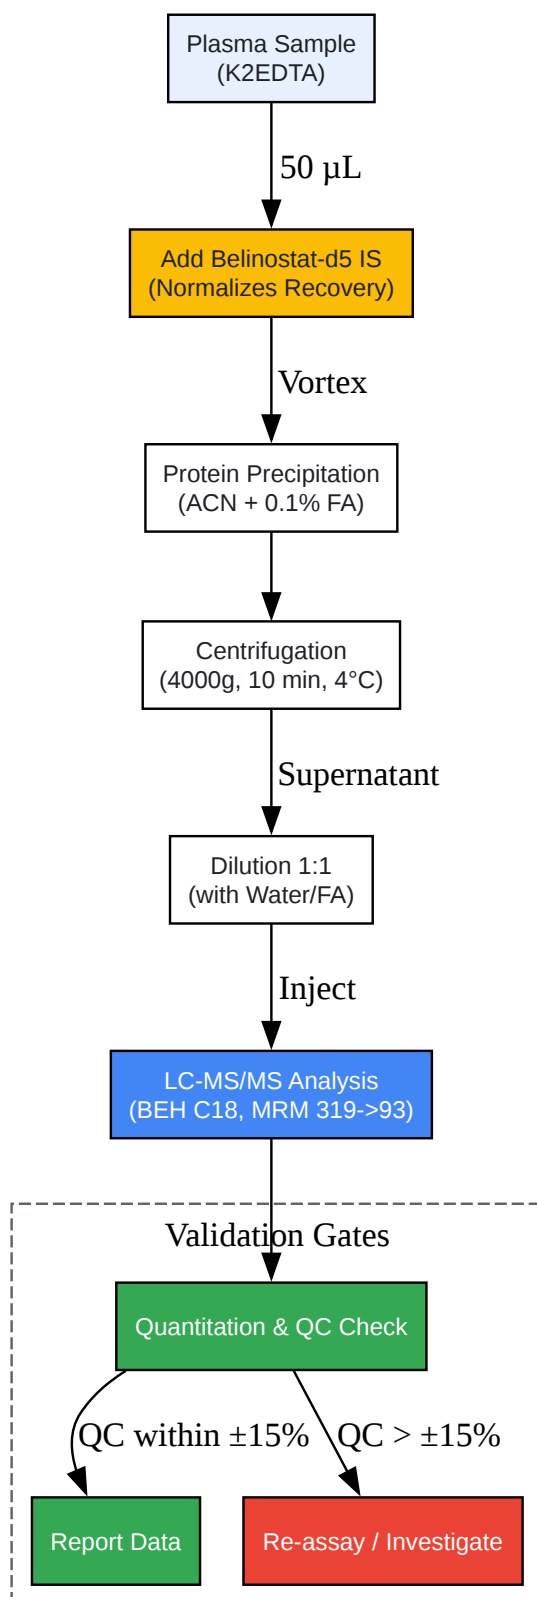 Plasma Sample
(K2EDTA)
50 µL
Add Belinostat-d5 IS
(Normalizes Recovery)
Vortex
Protein Precipitation
(ACN + 0.1% FA)
Centrifugation
(4000g, 10 min, 4°C)
Supernatant
Dilution 1:1
(with Water/FA)
Inject
LC-MS/MS Analysis
(BEH C18, MRM 319->93)
Validation Gates
Quantitation & QC Check
QC within ±15%
QC > ±15%
Report Data
Re-assay / Investigate